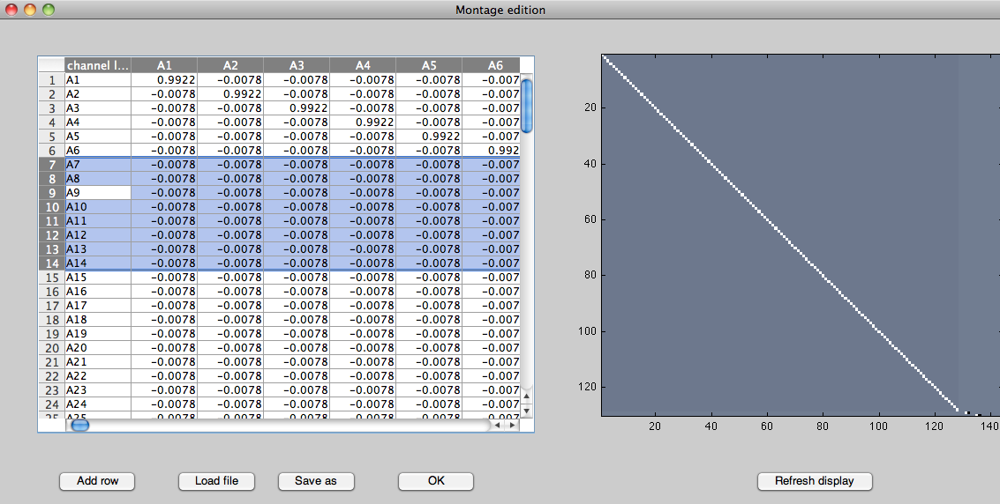 Montage edition
channel l... A1 A2 A3 A4 A5 A6
1 A1 0.9922 -0.0078 -0.0078 -0.0078 -0.0078 -0.007
2 A2 -0.0078 0.9922 -0.0078 -0.0078 -0.0078 -0.007
3 A3 -0.0078 -0.0078 0.9922 -0.0078 -0.0078 -0.007
4 A4 -0.0078 -0.0078 -0.0078 0.9922 -0.0078 -0.007
5 A5 -0.0078 -0.0078 -0.0078 -0.0078 0.9922 -0.007
6 A6 -0.0078 -0.0078 -0.0078 -0.0078 -0.0078 0.992
7 A7 -0.0078 -0.0078 -0.0078 -0.0078 -0.0078 -0.007
8 A8 -0.0078 -0.0078 -0.0078 -0.0078 -0.0078 -0.007
9 A9 -0.0078 -0.0078 -0.0078 -0.0078 -0.0078 -0.007
10 A10 -0.0078 -0.0078 -0.0078 -0.0078 -0.0078 -0.007
11 A11 -0.0078 -0.0078 -0.0078 -0.0078 -0.0078 -0.007
12 A12 -0.0078 -0.0078 -0.0078 -0.0078 -0.0078 -0.007
13 A13 -0.0078 -0.0078 -0.0078 -0.0078 -0.0078 -0.007
14 A14 -0.0078 -0.0078 -0.0078 -0.0078 -0.0078 -0.007
15 A15 -0.0078 -0.0078 -0.0078 -0.0078 -0.0078 -0.007
16 A16 -0.0078 -0.0078 -0.0078 -0.0078 -0.0078 -0.007
17 A17 -0.0078 -0.0078 -0.0078 -0.0078 -0.0078 -0.007
18 A18 -0.0078 -0.0078 -0.0078 -0.0078 -0.0078 -0.007
19 A19 -0.0078 -0.0078 -0.0078 -0.0078 -0.0078 -0.007
20 A20 -0.0078 -0.0078 -0.0078 -0.0078 -0.0078 -0.007
21 A21 -0.0078 -0.0078 -0.0078 -0.0078 -0.0078 -0.007
22 A22 -0.0078 -0.0078 -0.0078 -0.0078 -0.0078 -0.007
23 A23 -0.0078 -0.0078 -0.0078 -0.0078 -0.0078 -0.007
24 A24 -0.0078 -0.0078 -0.0078 -0.0078 -0.0078 -0.007
25 A25 -0.0078 -0.0078 -0.0078 -0.0078 -0.0078 -0.007
20
40
60
80
100
120
20 40 60 80 100 120 140
Add row Load file Save as OK Refresh display